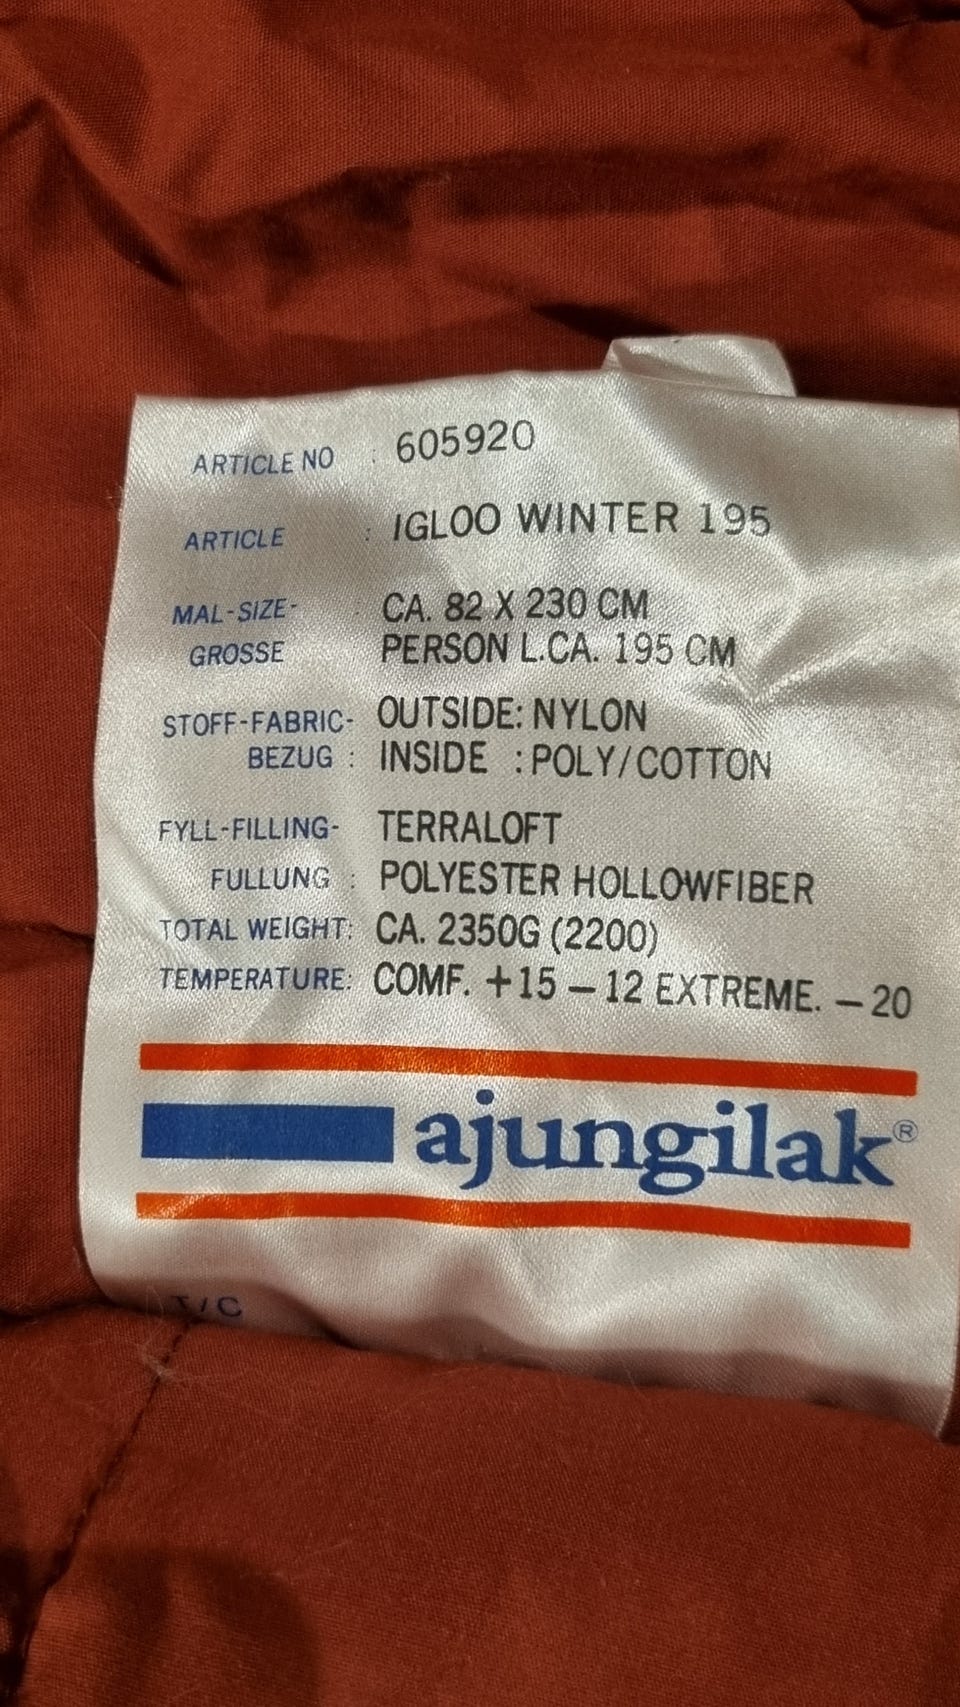 ARTICLE NO : 605920
ARTICLE : IGLOO WINTER 195
MAL-SIZE- CA. 82 X 230 CM
GROSSE PERSON L.CA. 195 CM
STOFF-FABRIC- OUTSIDE: NYLON
BEZUG : INSIDE : POLY/COTTON
FYLL-FILLING- TERRALOFT
FULLUNG : POLYESTER HOLLOWFIBER
TOTAL WEIGHT: CA. 2350G (2200)
TEMPERATURE: COMF. +15 – 12 EXTREME. – 20
ajungilak®
T/C